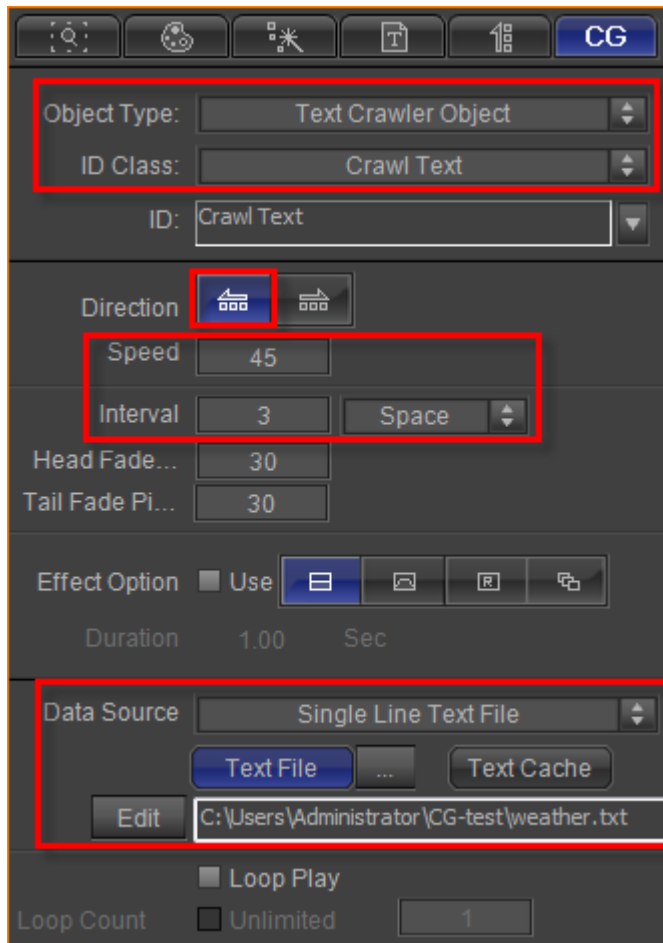 CG
Object Type: Text Crawler Object
ID Class: Crawl Text
ID: Crawl Text
Direction
Speed 45
Interval 3 Space
Head Fade... 30
Tail Fade Pi... 30
Effect Option Use R
Duration 1.00 Sec
Data Source Single Line Text File
Text File ... Text Cache
Edit C:\Users\Administrator\CG-test\weather.txt
Loop Play
Loop Count Unlimited 1